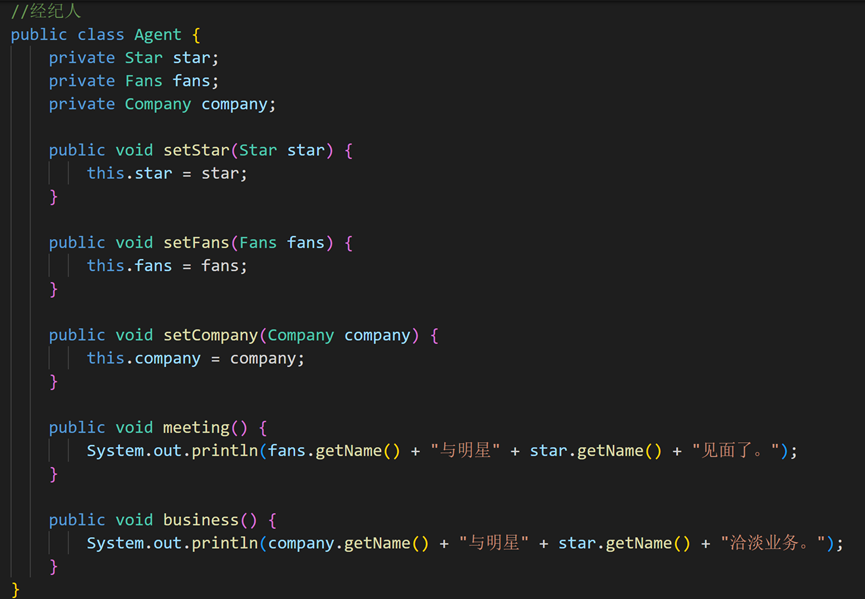 //经纪人
public class Agent {
private Star star;
private Fans fans;
private Company company;
public void setStar(Star star) {
this.star = star;
}
public void setFans(Fans fans) {
this.fans = fans;
}
public void setCompany(Company company) {
this.company = company;
}
public void meeting() {
System.out.println(fans.getName() + "与明星" + star.getName() + "见面了。");
}
public void business() {
System.out.println(company.getName() + "与明星" + star.getName() + "洽淡业务。");
}
}